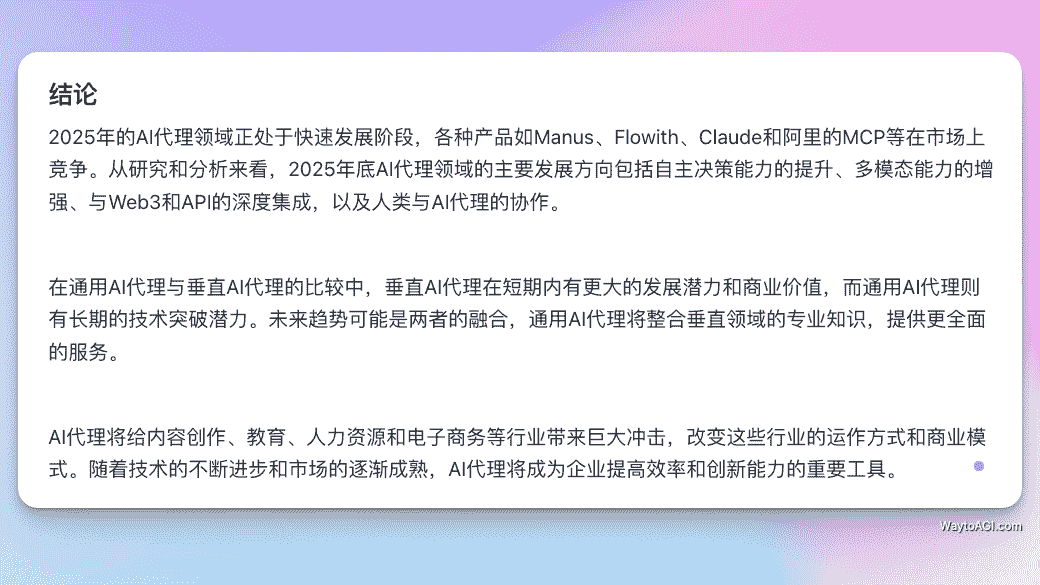 结论
2025年的AI代理领域正处于快速发展阶段，各种产品如Manus、Flowith、Claude和阿里的MCP等在市场上
竞争。从研究和分析来看，2025年底AI代理领域的主要发展方向包括自主决策能力的提升、多模态能力的增
强、与Web3和API的深度集成，以及人类与AI代理的协作。
在通用AI代理与垂直AI代理的比较中，垂直AI代理在短期内有更大的发展潜力和商业价值，而通用AI代理则
有长期的技术突破潜力。未来趋势可能是两者的融合，通用AI代理将整合垂直领域的专业知识，提供更全面
的服务。
AI代理将给内容创作、教育、人力资源和电子商务等行业带来巨大冲击，改变这些行业的运作方式和商业模
式。随着技术的不断进步和市场的逐渐成熟，AI代理将成为企业提高效率和创新能力的重要工具。
WaytoAGI.com